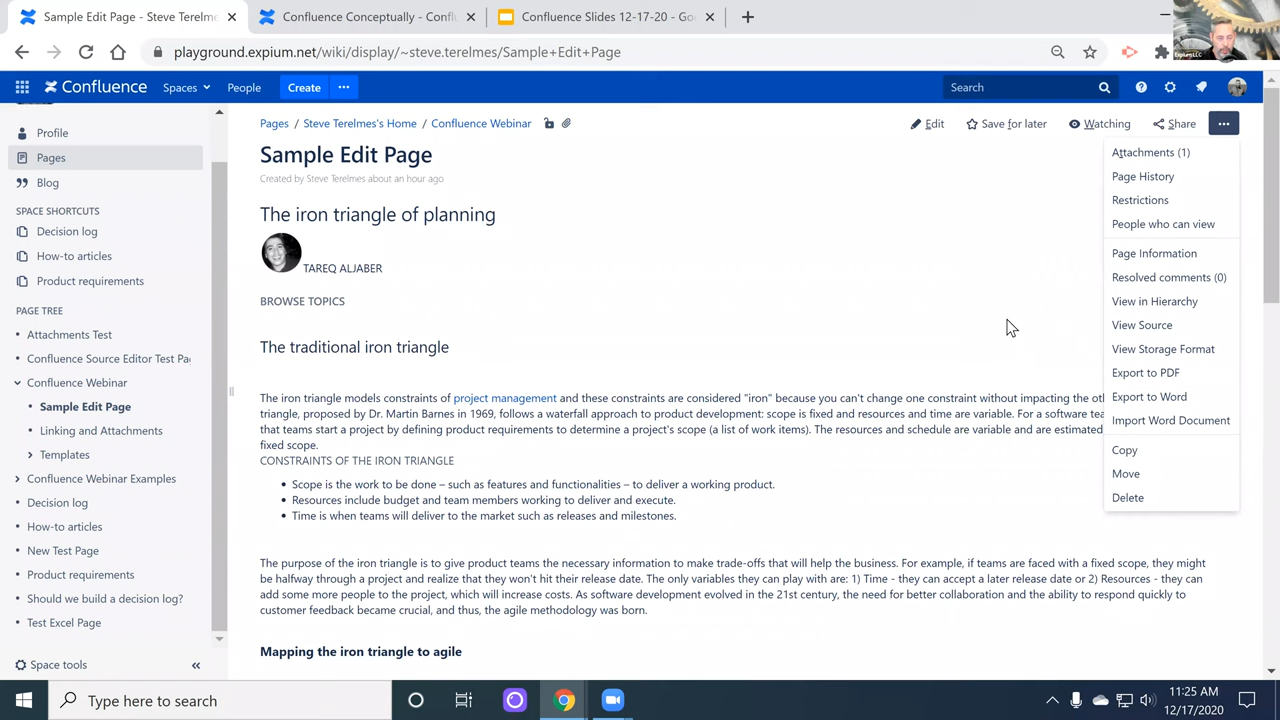 Sample Edit Page - Steve Terelme
Confluence Conceptually - Confl
Confluence Slides 12-17-20 - Go
playground.expium.net/wiki/display/~steve.terelmes/Sample+Edit+Page
Confluence
Spaces
People
Create
Search
Profile
Pages
Blog
SPACE SHORTCUTS
Decision log
How-to articles
Product requirements
PAGE TREE
Attachments Test
Confluence Source Editor Test Pa
Confluence Webinar
Sample Edit Page
Linking and Attachments
Templates
Confluence Webinar Examples
Decision log
How-to articles
New Test Page
Product requirements
Should we build a decision log?
Test Excel Page
Space tools
Pages / Steve Terelmes's Home / Confluence Webinar
Edit
Save for later
Watching
Share
Sample Edit Page
Created by Steve Terelmes about an hour ago
The iron triangle of planning
TAREQ ALJABER
BROWSE TOPICS
The traditional iron triangle
The iron triangle models constraints of project management and these constraints are considered "iron" because you can't change one constraint without impacting the ot
triangle, proposed by Dr. Martin Barnes in 1969, follows a waterfall approach to product development: scope is fixed and resources and time are variable. For a software tea
that teams start a project by defining product requirements to determine a project's scope (a list of work items). The resources and schedule are variable and are estimated
fixed scope.
CONSTRAINTS OF THE IRON TRIANGLE
• Scope is the work to be done – such as features and functionalities – to deliver a working product.
• Resources include budget and team members working to deliver and execute.
• Time is when teams will deliver to the market such as releases and milestones.
The purpose of the iron triangle is to give product teams the necessary information to make trade-offs that will help the business. For example, if teams are faced with a fixed scope, they might
be halfway through a project and realize that they won't hit their release date. The only variables they can play with are: 1) Time - they can accept a later release date or 2) Resources - they can
add some more people to the project, which will increase costs. As software development evolved in the 21st century, the need for better collaboration and the ability to respond quickly to
customer feedback became crucial, and thus, the agile methodology was born.
Mapping the iron triangle to agile
Attachments (1)
Page History
Restrictions
People who can view
Page Information
Resolved comments (0)
View in Hierarchy
View Source
View Storage Format
Export to PDF
Export to Word
Import Word Document
Copy
Move
Delete
Type here to search
11:25 AM
12/17/2020